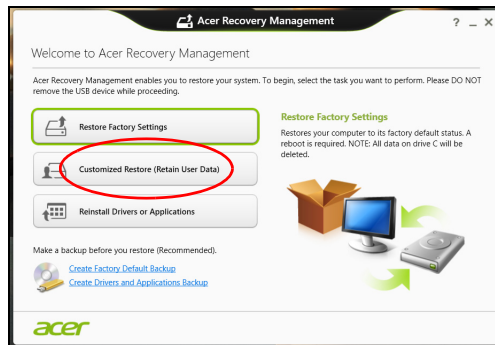 Acer Recovery Management
? _ X
Welcome to Acer Recovery Management
Acer Recovery Management enables you to restore your system. To begin, select the task you want to perform. Please DO NOT
remove the USB device while proceeding.
Restore Factory Settings
Customized Restore (Retain User Data)
Reinstall Drivers or Applications
Restore Factory Settings
Restores your computer to its factory default status. A
reboot is required. NOTE: All data on drive C will be
deleted.
Make a backup before you restore (Recommended).
Create Factory Default Backup
Create Drivers and Applications Backup
acer